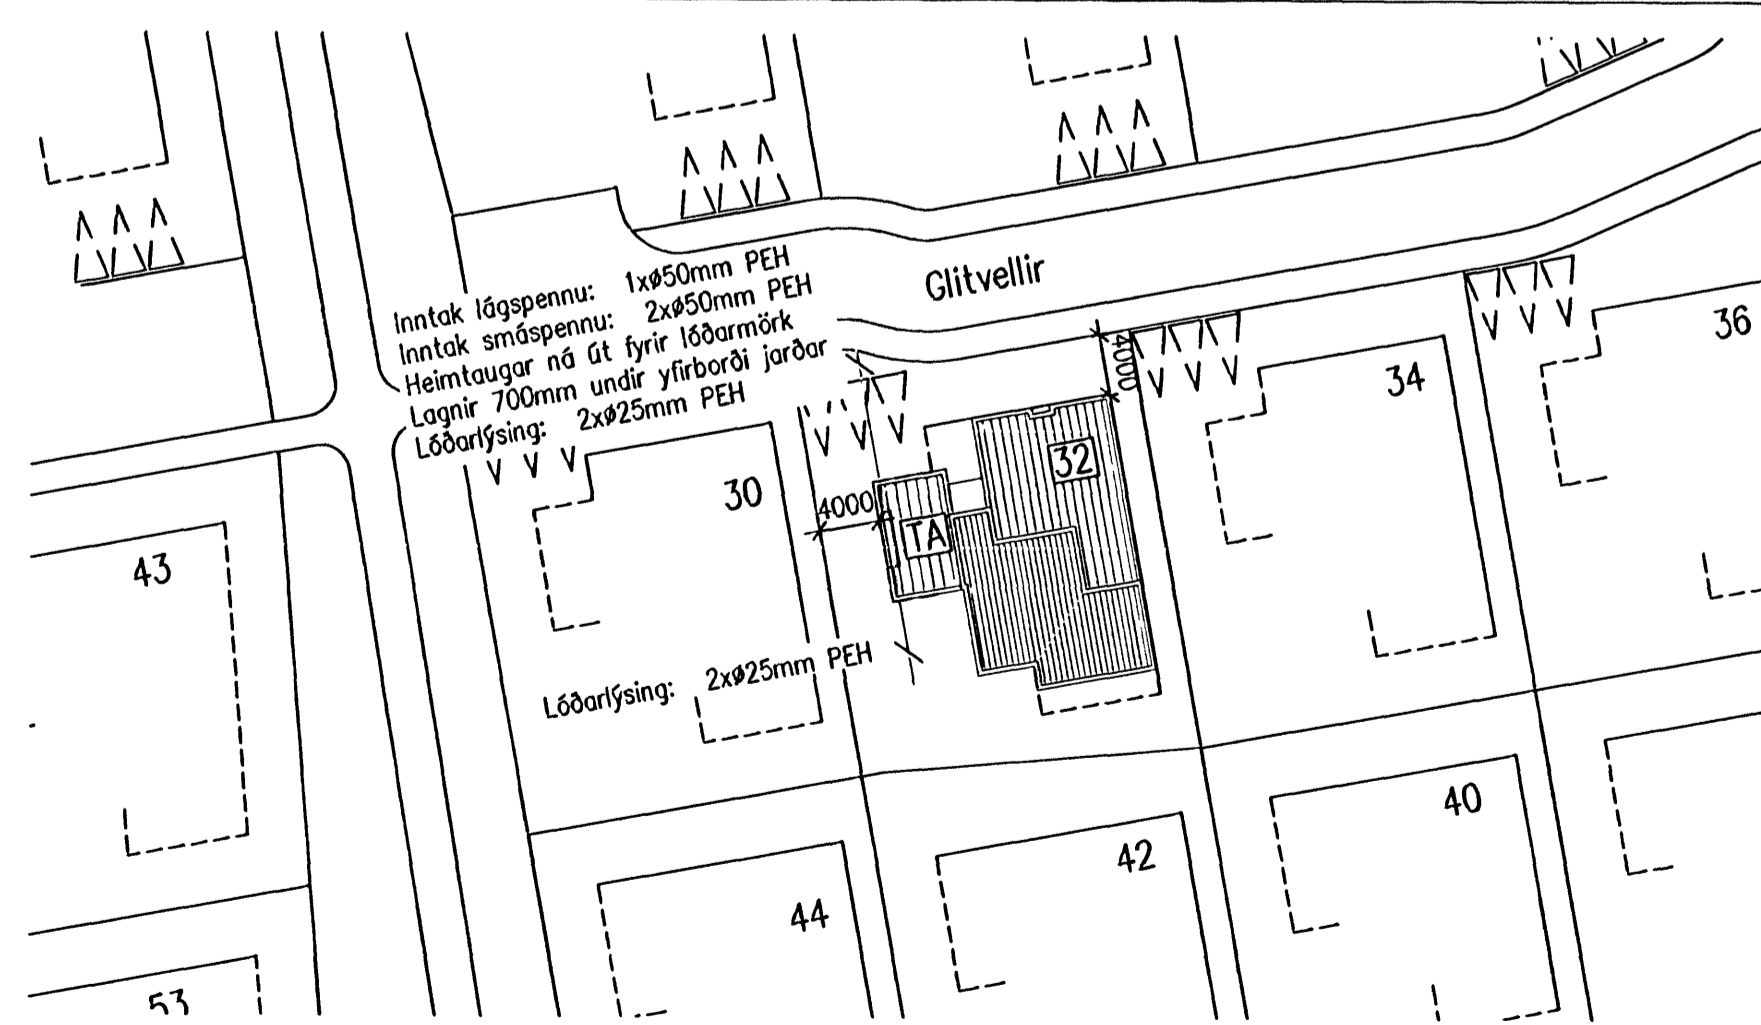 Inntak lágspennu: 1xø50mm PEH
Inntak smáspennu: 2xø50mm PEH
Heimtaugar ná út fyrir lóðarmörk
Lagnir 700mm undir yfirborði jarðar
Lóðarlýsing: 2xø25mm PEH
Glitvellir
4000
36
34
32
30
4000
TA
43
Lóðarlýsing: 2xø25mm PEH
40
42
44
53